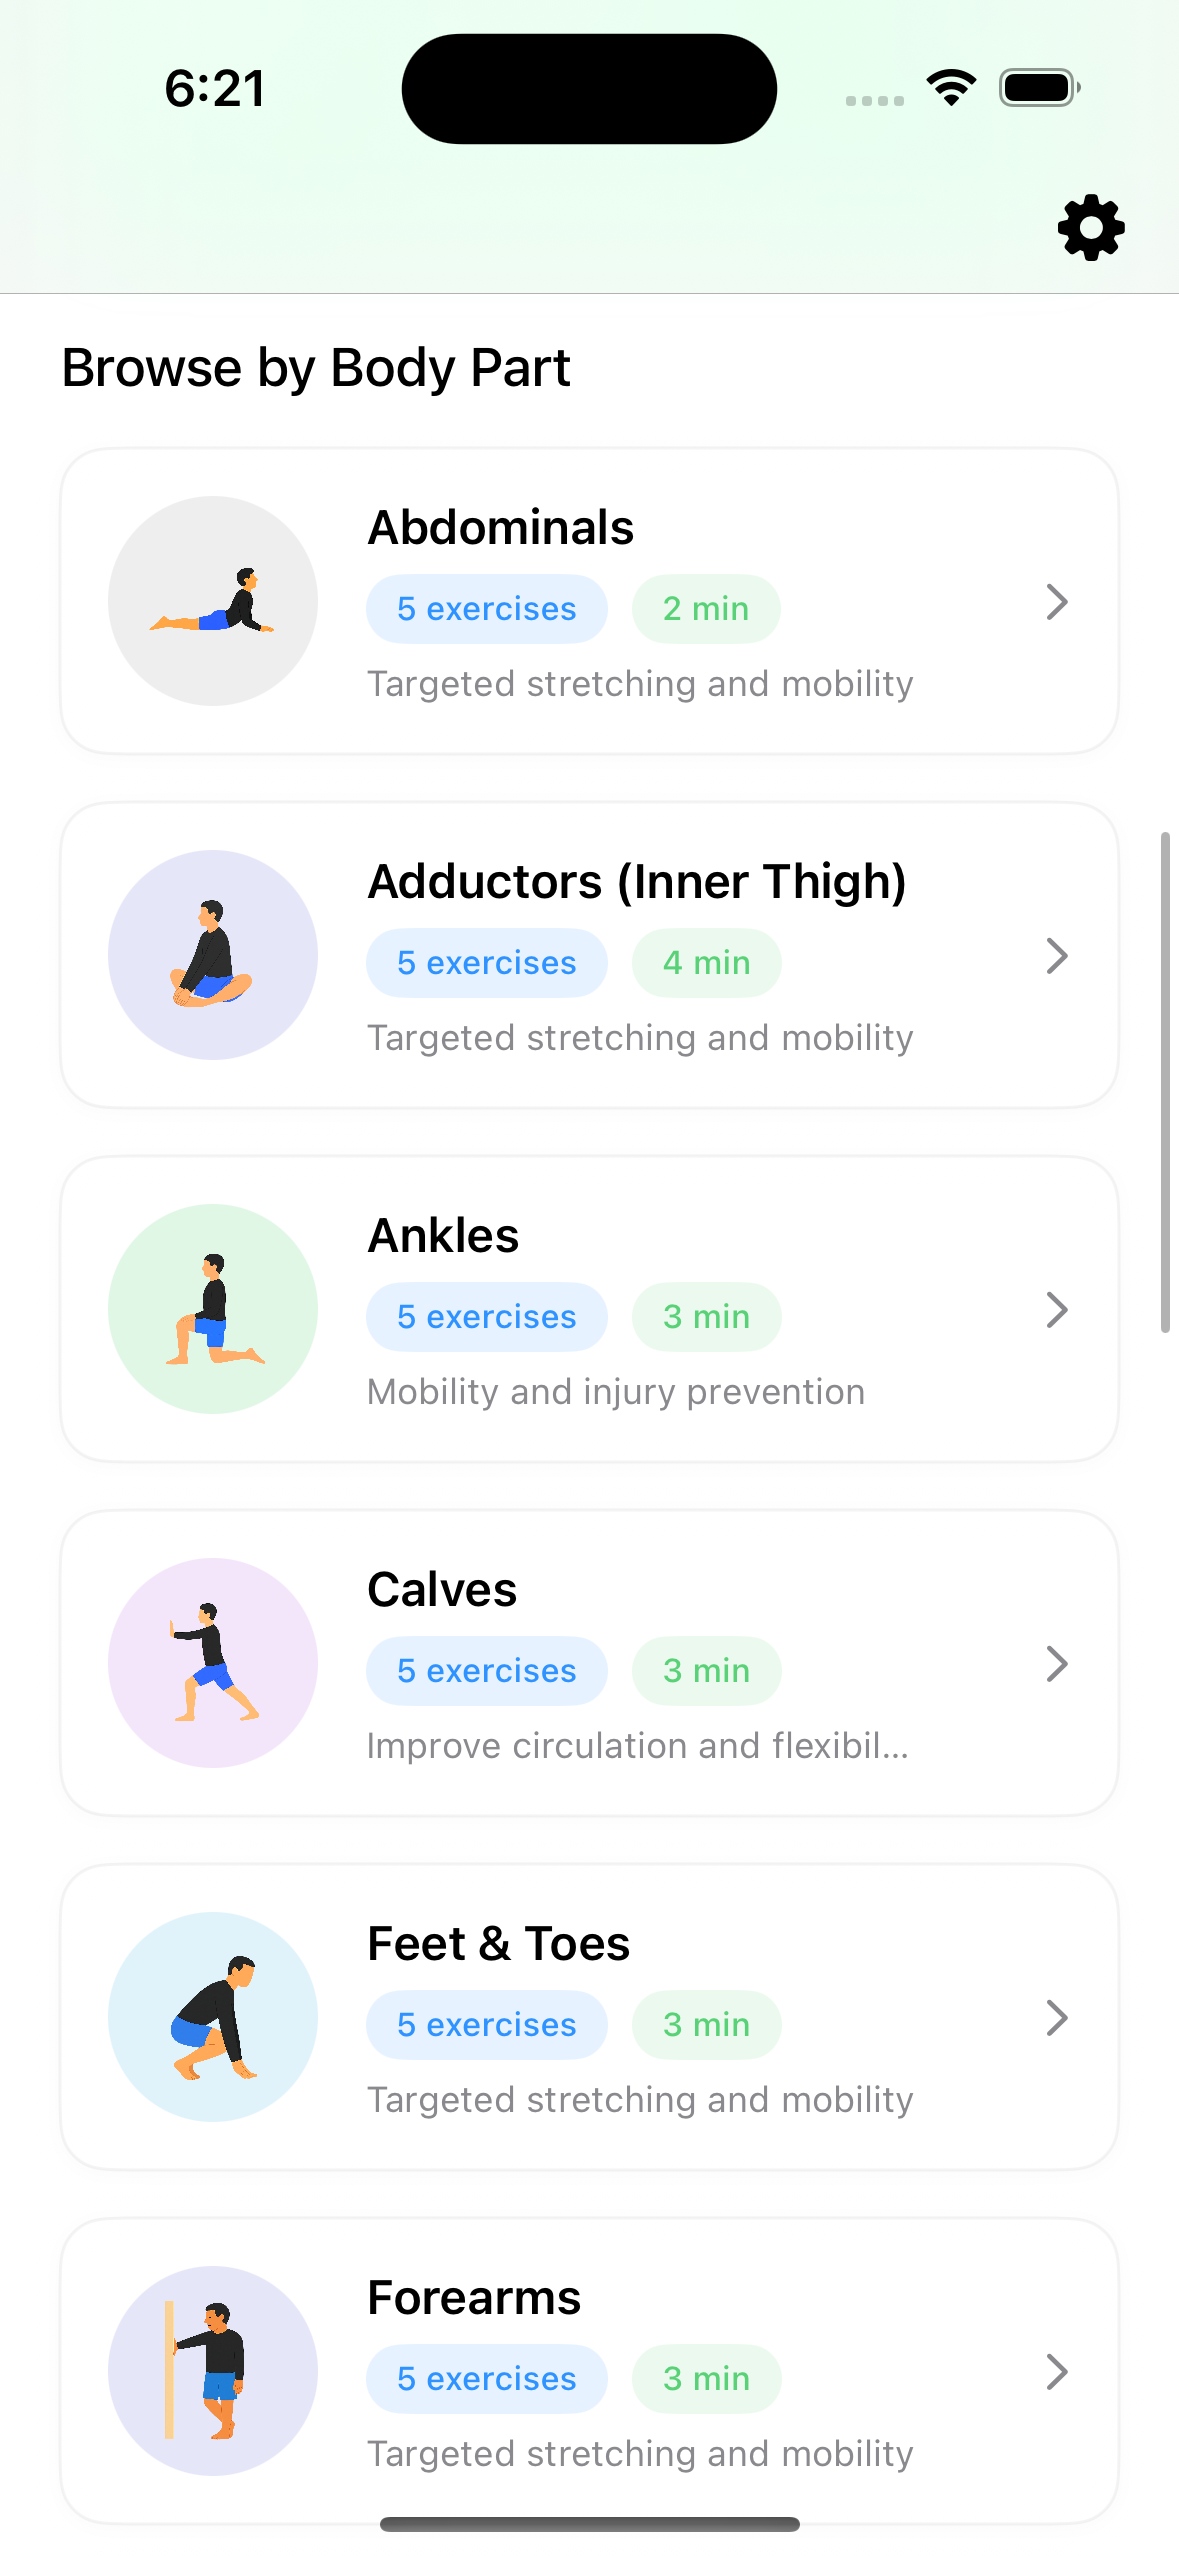 6:21
Browse by Body Part
Abdominals
5 exercises 2 min
Targeted stretching and mobility
Adductors (Inner Thigh)
5 exercises 4 min
Targeted stretching and mobility
Ankles
5 exercises 3 min
Mobility and injury prevention
Calves
5 exercises 3 min
Improve circulation and flexibil...
Feet & Toes
5 exercises 3 min
Targeted stretching and mobility
Forearms
5 exercises 3 min
Targeted stretching and mobility